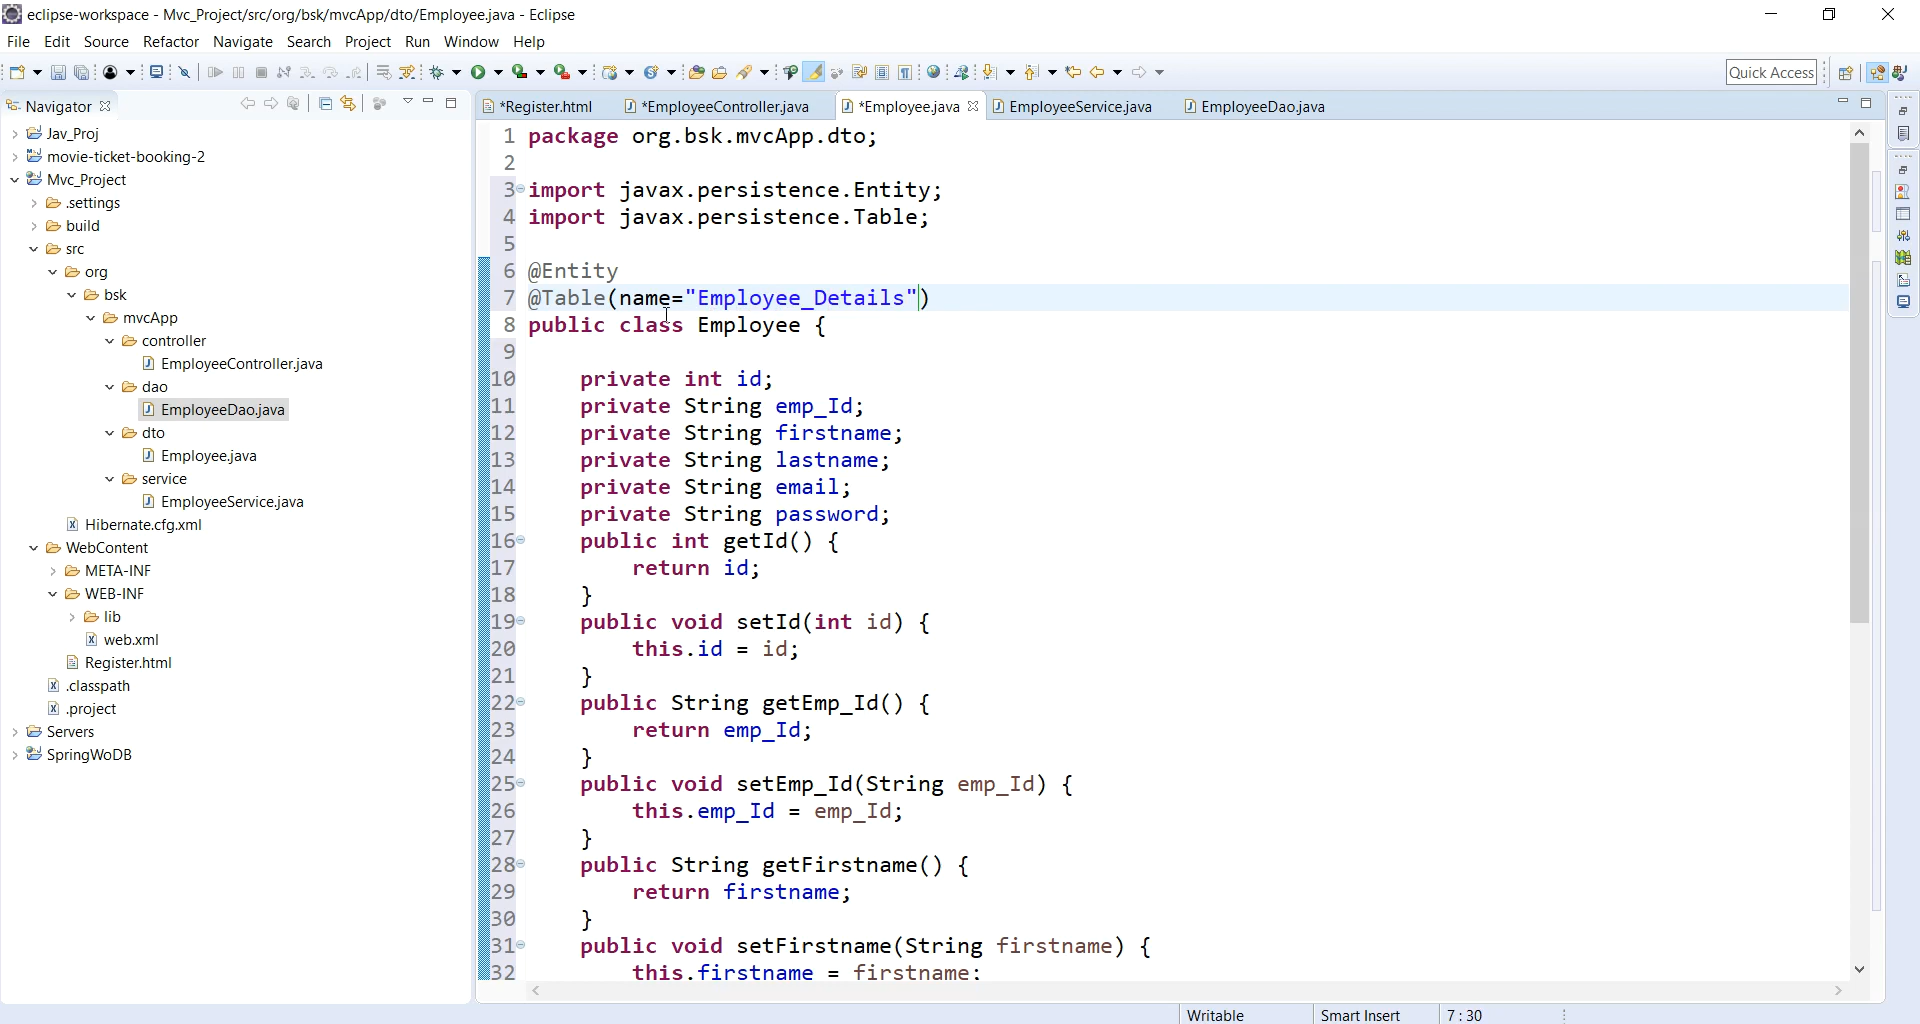 eclipse-workspace - Mvc_Project/src/org/bsk/mvcApp/dto/Employee.java - Eclipse
File Edit Source Refactor Navigate Search Project Run Window Help
Quick Access
Navigator
*Register.html *EmployeeController.java *Employee.java EmployeeService.java EmployeeDao.java
Jav_Proj
movie-ticket-booking-2
Mvc_Project
.settings
build
src
org
bsk
mvcApp
controller
EmployeeController.java
dao
EmployeeDao.java
dto
Employee.java
service
EmployeeService.java
Hibernate.cfg.xml
WebContent
META-INF
WEB-INF
lib
web.xml
Register.html
.classpath
.project
Servers
SpringWoDB
1 package org.bsk.mvcApp.dto;
2
3 import javax.persistence.Entity;
4 import javax.persistence.Table;
5
6 @Entity
7 @Table(name="Employee_Details")
8 public class Employee {
9
10 private int id;
11 private String emp_Id;
12 private String firstname;
13 private String lastname;
14 private String email;
15 private String password;
16 public int getId() {
17 return id;
18 }
19 public void setId(int id) {
20 this.id = id;
21 }
22 public String getEmp_Id() {
23 return emp_Id;
24 }
25 public void setEmp_Id(String emp_Id) {
26 this.emp_Id = emp_Id;
27 }
28 public String getFirstname() {
29 return firstname;
30 }
31 public void setFirstname(String firstname) {
32 this.firstname = firstname;
Writable Smart Insert 7 : 30